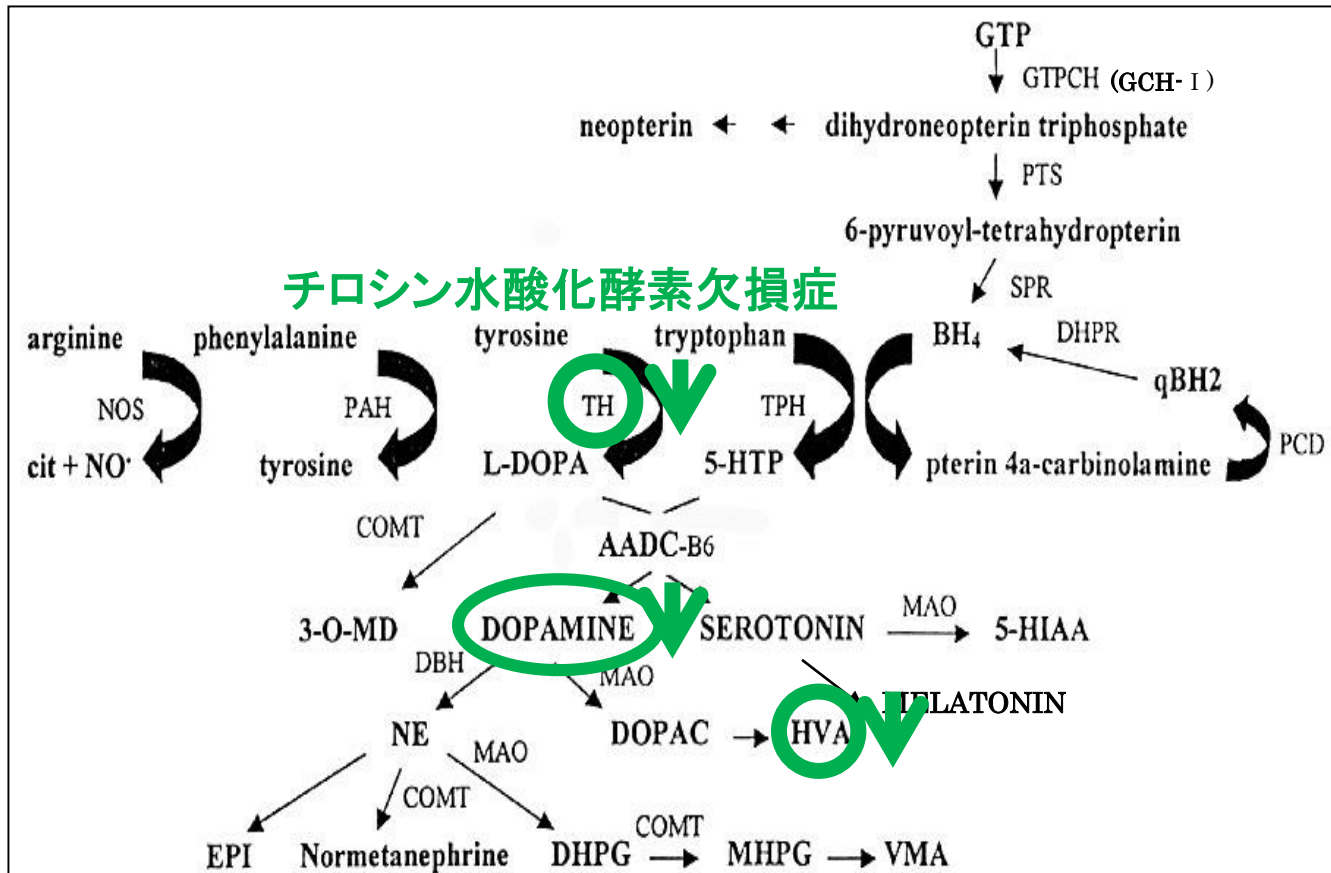 GTP
GTPCH (GCH-Ⅰ)
neopterin dihydroneopterin triphosphate
PTS
6-pyruvoyl-tetrahydropterin
チロシン水酸化酵素欠損症
SPR
arginine phenylalanine tyrosine tryptophan BH₄ DHPR
qBH2
NOS PAH TH TPH
PCD
cit + NO· tyrosine L-DOPA 5-HTP pterin 4a-carbinolamine
COMT
AADC-B6
3-O-MD DOPAMINE SEROTONIN MAO 5-HIAA
DBH MAO
MELATONIN
NE DOPAC HVA
MAO
COMT
COMT
EPI Normetanephrine DHPG MHPG VMA